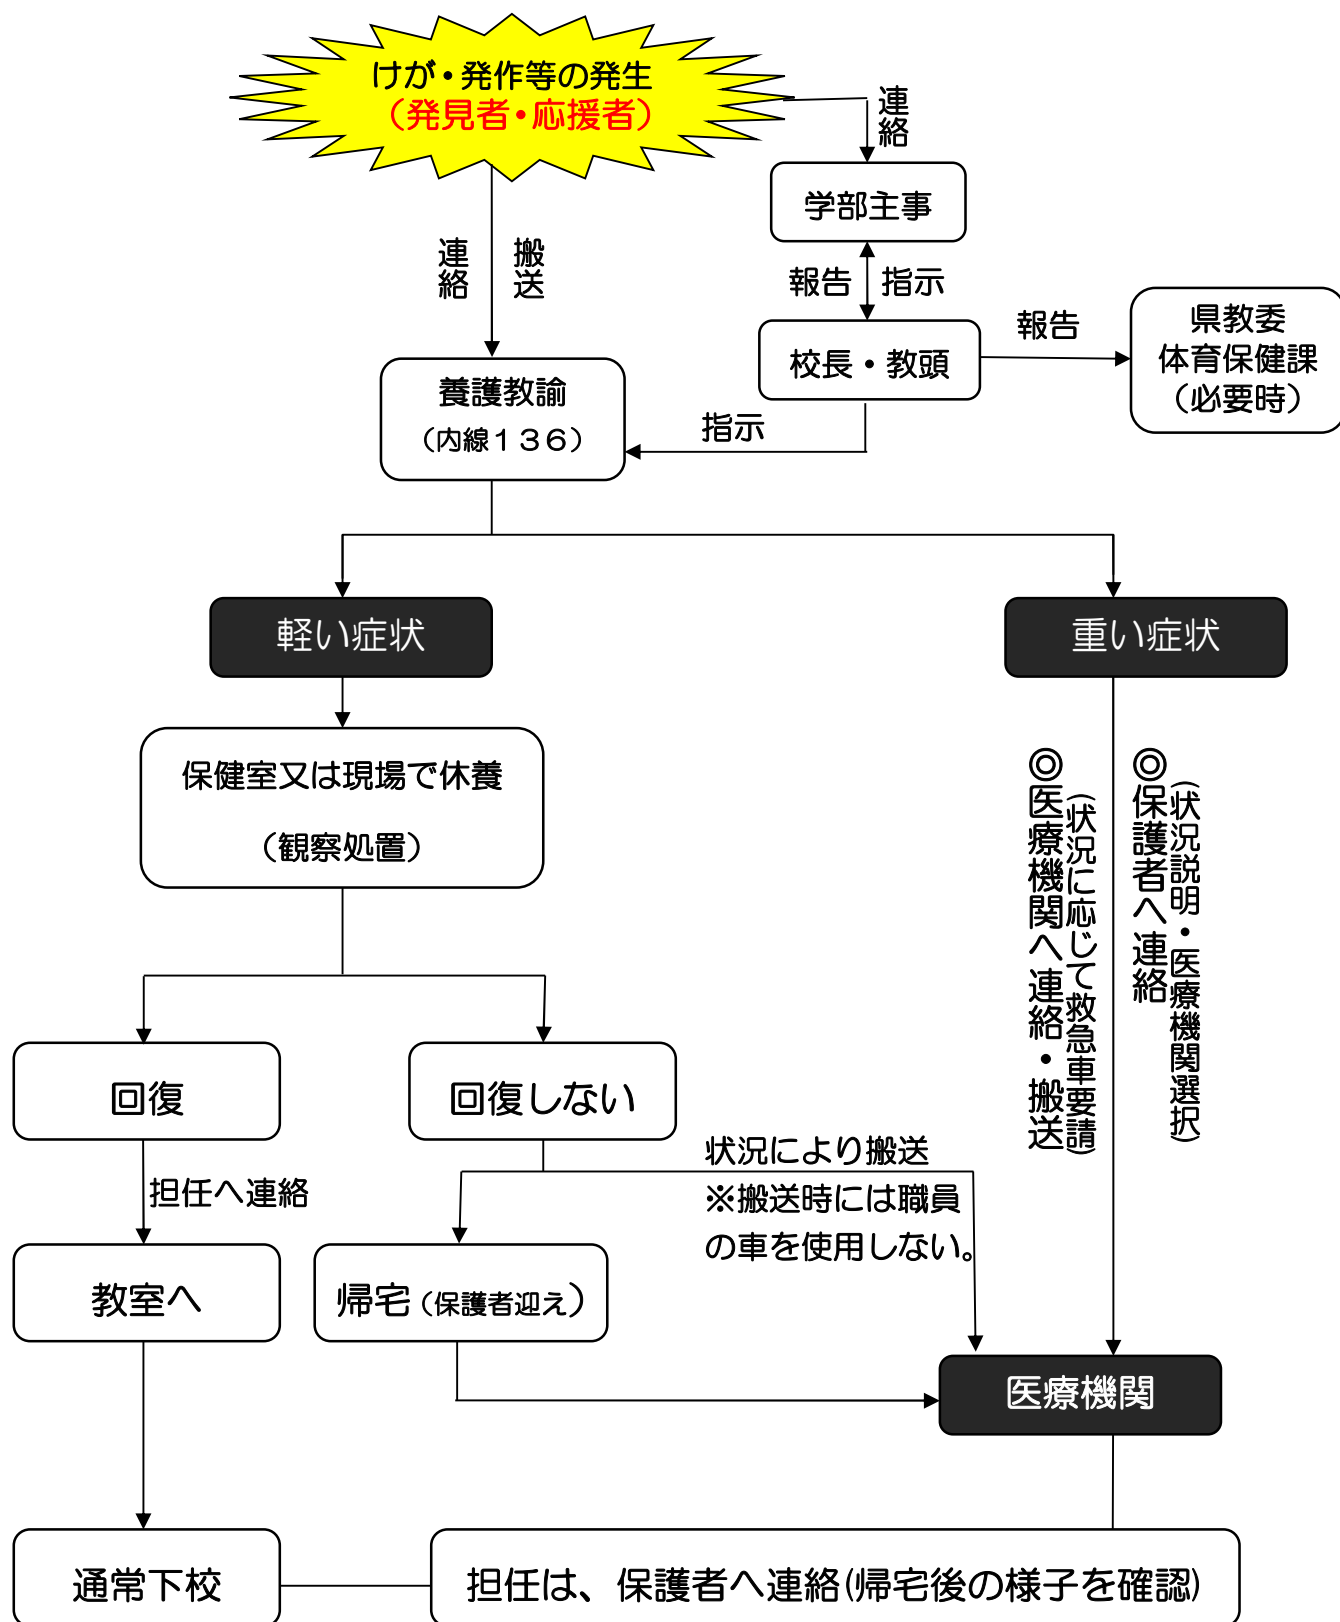 けが・発作等の発生
（発見者・応援者）
連絡
学部主事
連絡
搬送
報告
指示
校長・教頭
報告
県教委
体育保健課
（必要時）
養護教諭
（内線１３６）
指示
軽い症状
重い症状
保健室又は現場で休養
（観察処置）
◎医療機関へ連絡・搬送
（状況に応じて救急車要請）
◎保護者へ連絡
（状況説明・医療機関選択）
回復
回復しない
担任へ連絡
状況により搬送
※搬送時には職員
の車を使用しない。
教室へ
帰宅（保護者迎え）
医療機関
通常下校
担任は、保護者へ連絡(帰宅後の様子を確認)